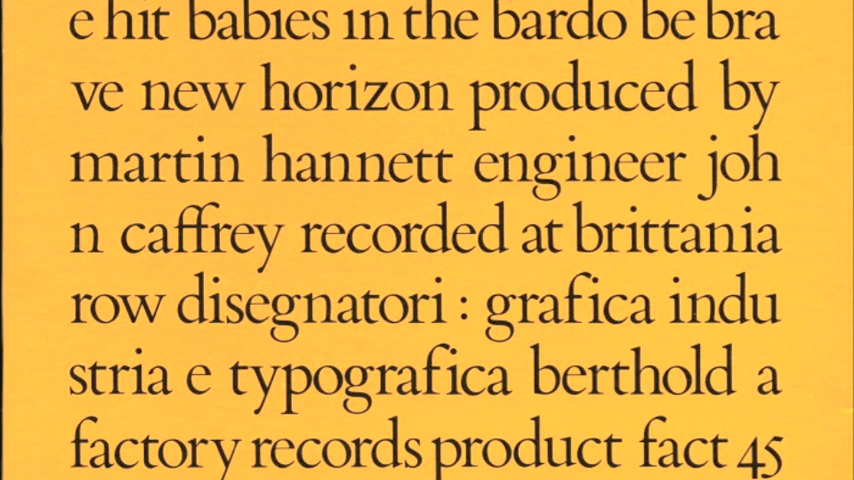 e hit babies in the bardo be bra
ve new horizon produced by
martin hannett engineer joh
n caffrey recorded at brittania
row disegnatori : grafica indu
stria e typografica berthold a
factory records product fact 45